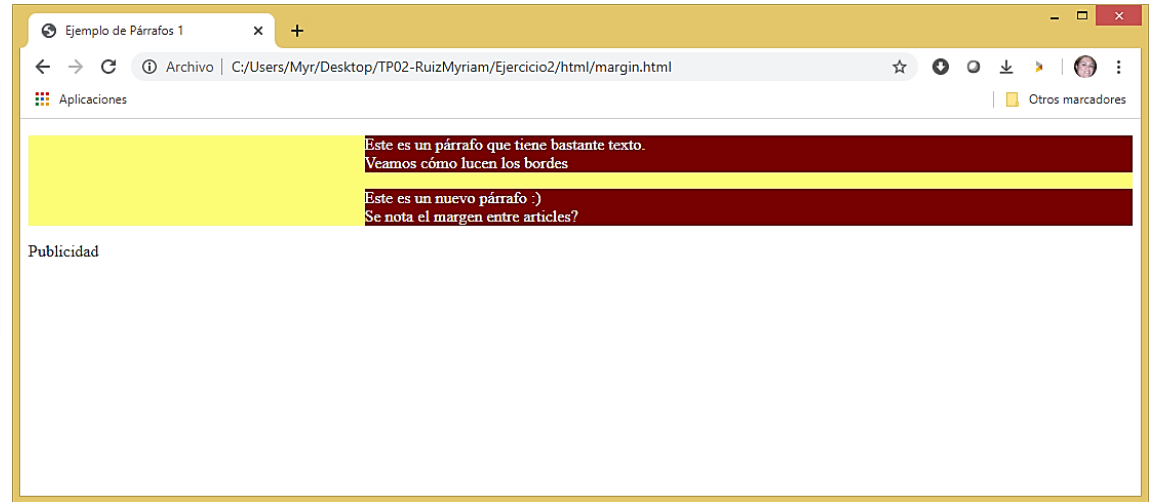 Ejemplo de Párrafos 1
Archivo | C:/Users/Myr/Desktop/TP02-RuizMyriam/Ejercicio2/html/margin.html
Aplicaciones
Otros marcadores
Este es un párrafo que tiene bastante texto.
Veamos cómo lucen los bordes
Este es un nuevo párrafo :)
Se nota el margen entre articles?
Publicidad